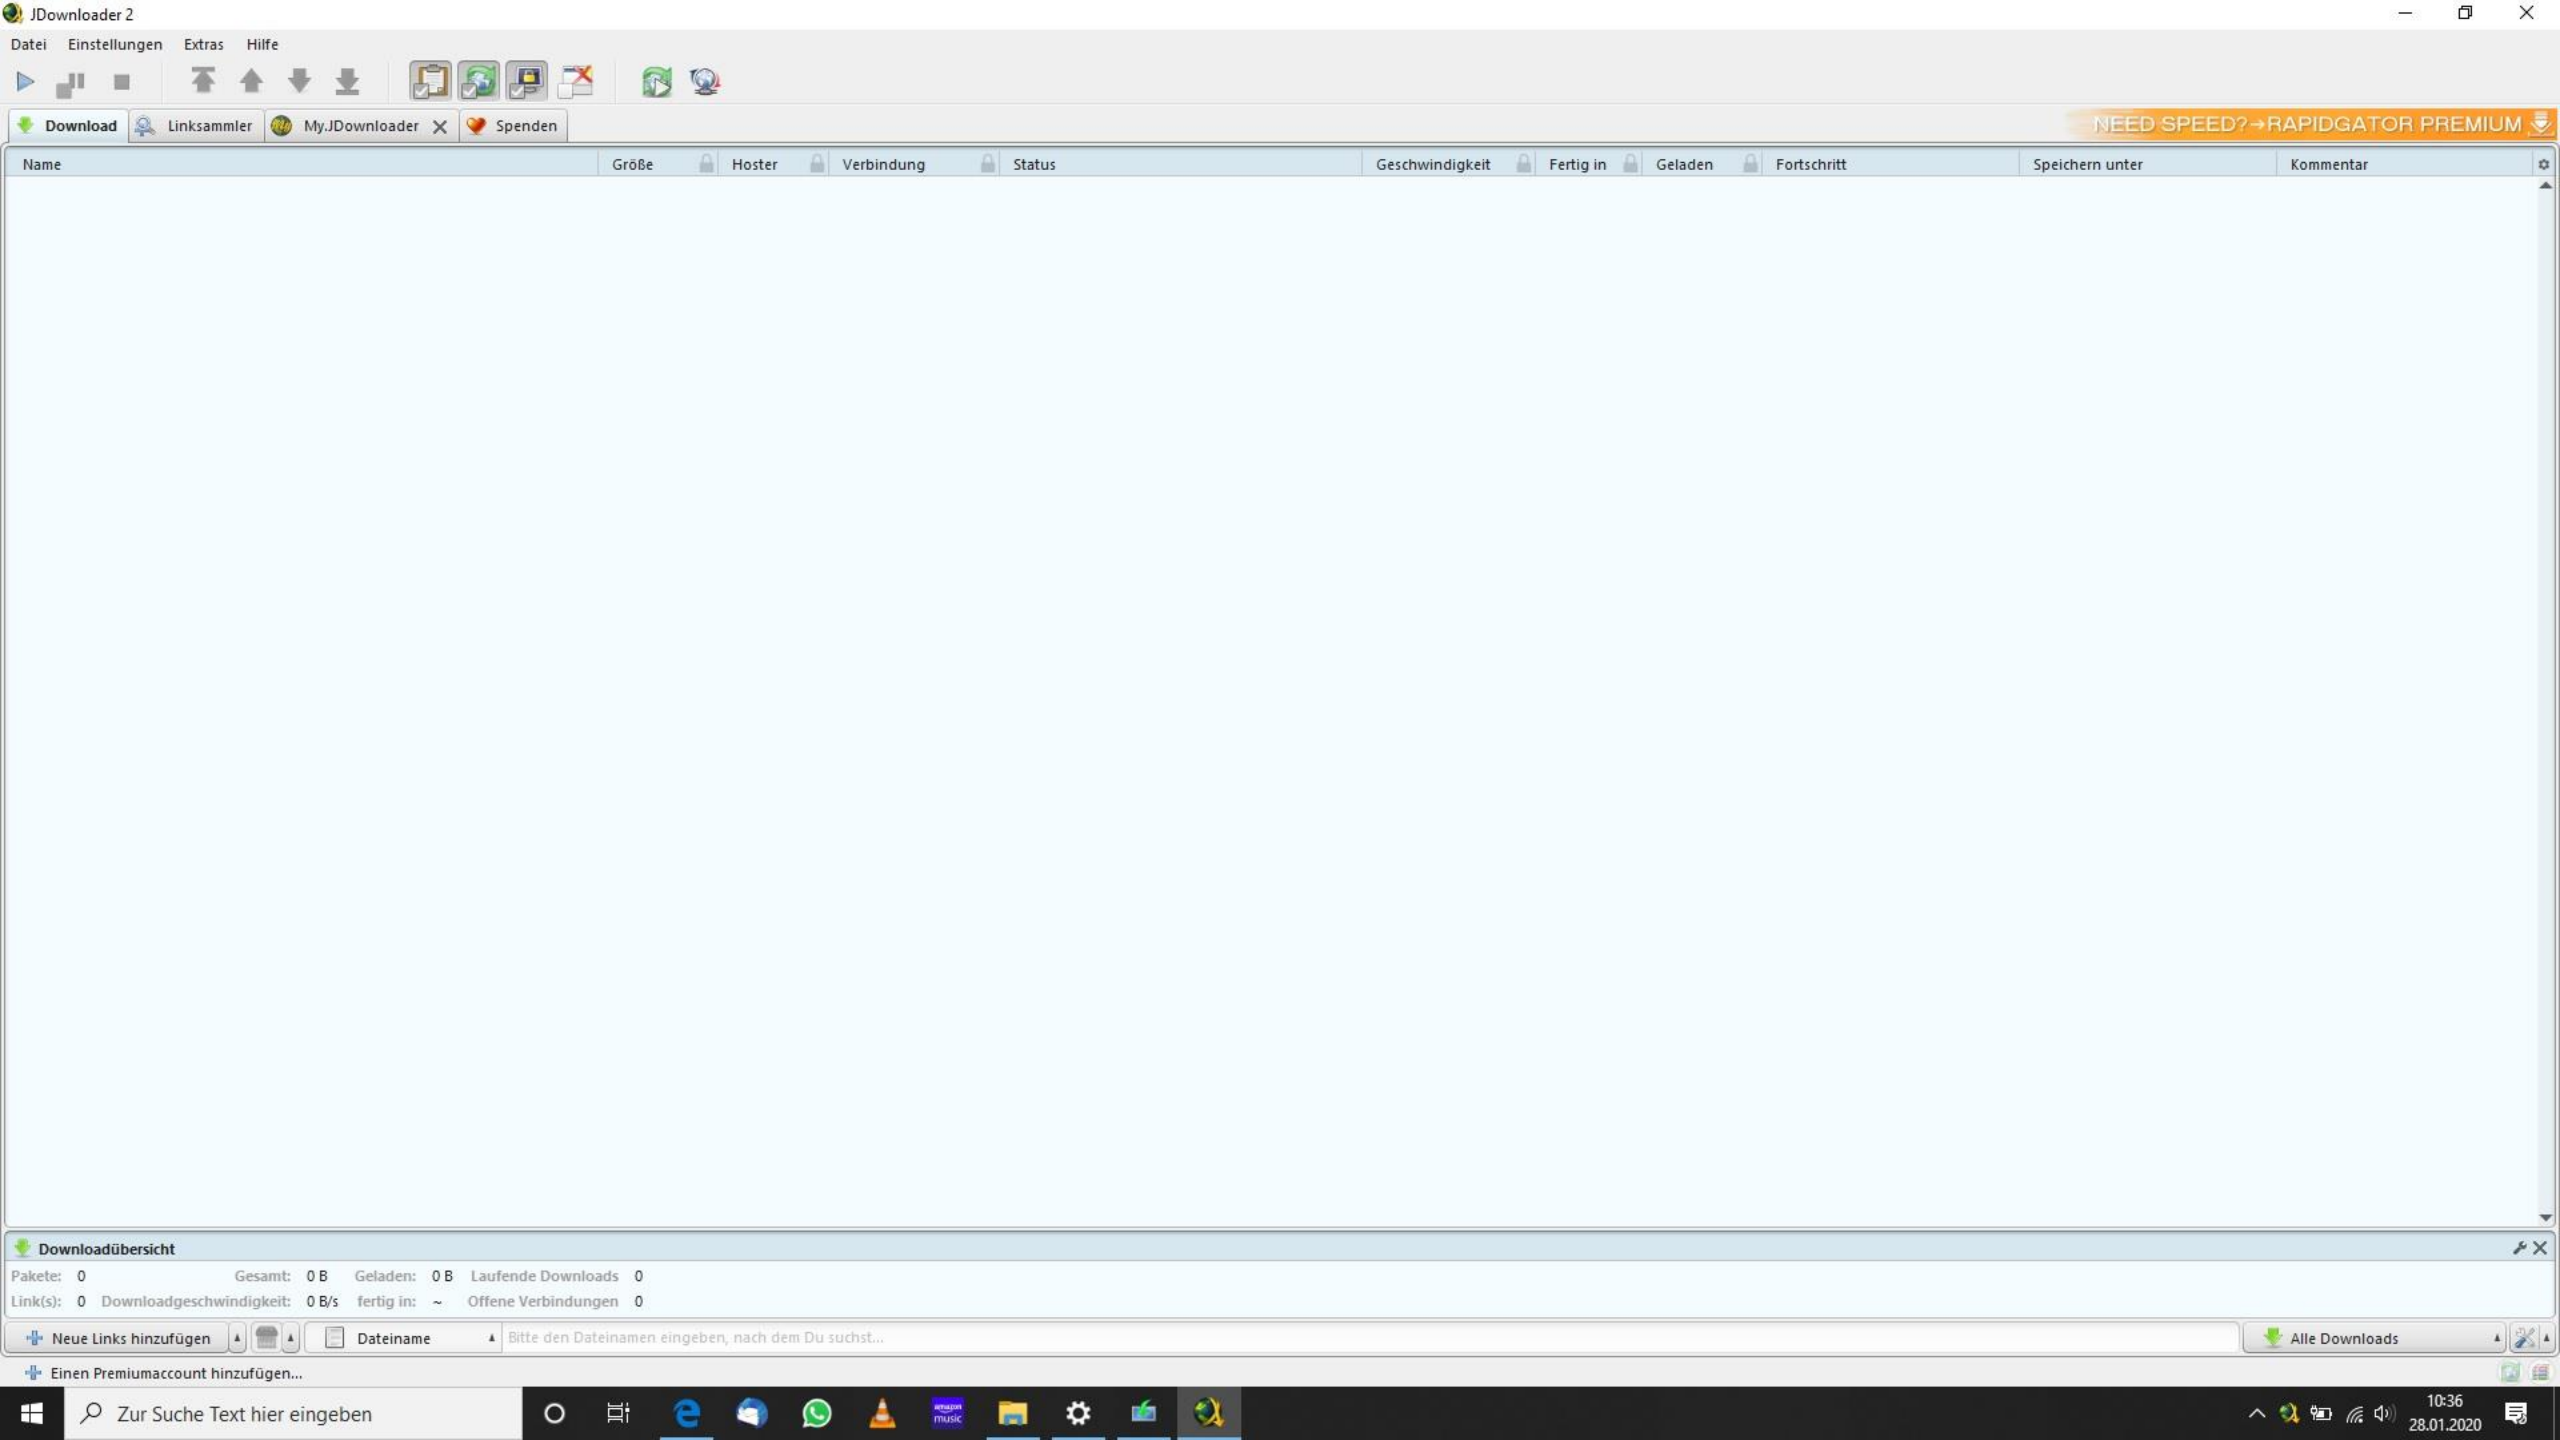 JDownloader 2
Datei Einstellungen Extras Hilfe
Download Linksammler My.JDownloader Spenden NEED SPEED?→RAPIDGATOR PREMIUM
Name Größe Hoster Verbindung Status Geschwindigkeit Fertig in Geladen Fortschritt Speichern unter Kommentar
Downloadübersicht
Pakete: 0 Gesamt: 0 B Geladen: 0 B Laufende Downloads 0
Link(s): 0 Downloadgeschwindigkeit: 0 B/s fertig in: ~ Offene Verbindungen 0
Neue Links hinzufügen Dateiname Bitte den Dateinamen eingeben, nach dem Du suchst... Alle Downloads
Einen Premiumaccount hinzufügen...
Zur Suche Text hier eingeben amazon music 10:36
28.01.2020